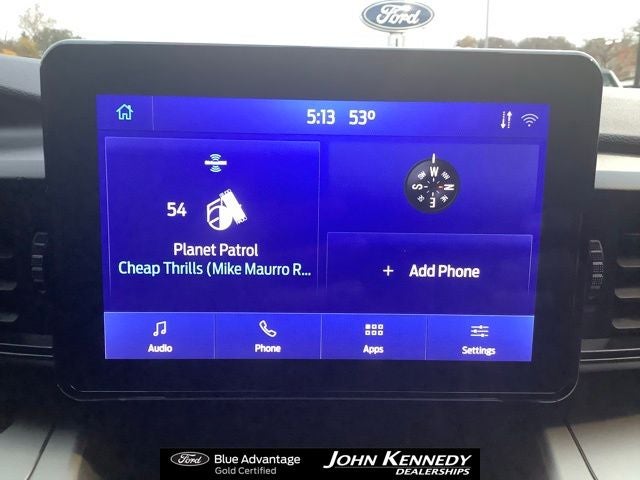 Ford
5:13 53º
54
W
S N
E
Planet Patrol
Cheap Thrills (Mike Maurro R...
+ Add Phone
Audio Phone Apps Settings
Ford Blue Advantage
Gold Certified
JOHN KENNEDY
DEALERSHIPS